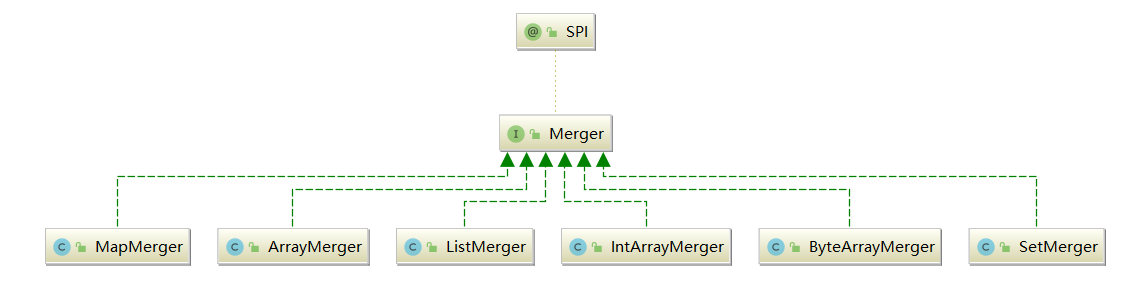 @ SPI
I Merger
C MapMerger
C ArrayMerger
C ListMerger
C IntArrayMerger
C ByteArrayMerger
C SetMerger